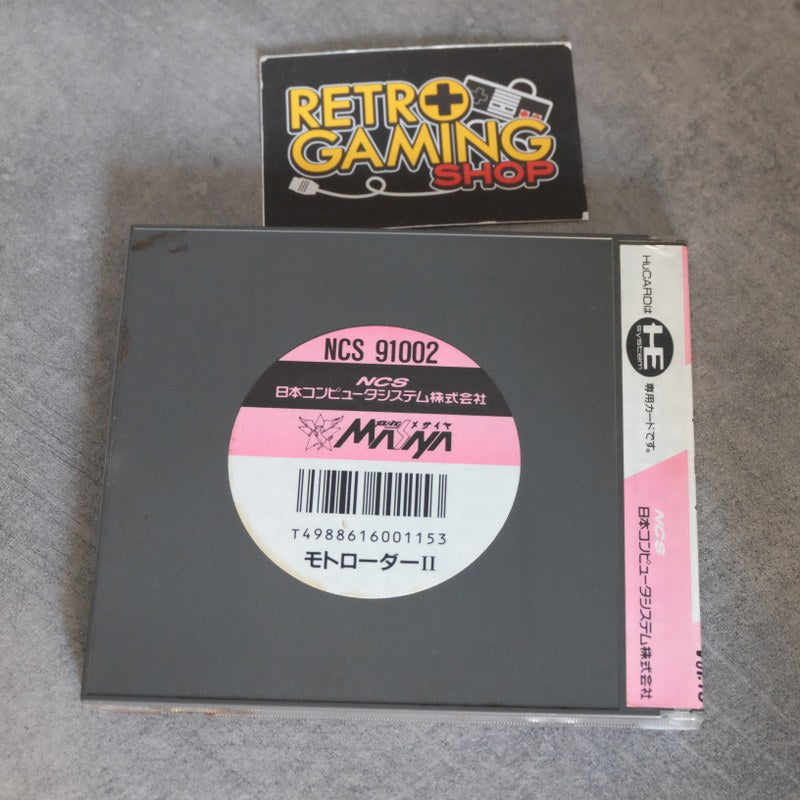 RETRO
GAMING
SHOP
NCS 91002
NCS
日本コンピュータシステム株式会社
MASAYA メサイヤ
T4988616001153
モトローダーII
HuCARDは
HE
system
専用カードです。
NCS
日本コンピュータシステム株式会社